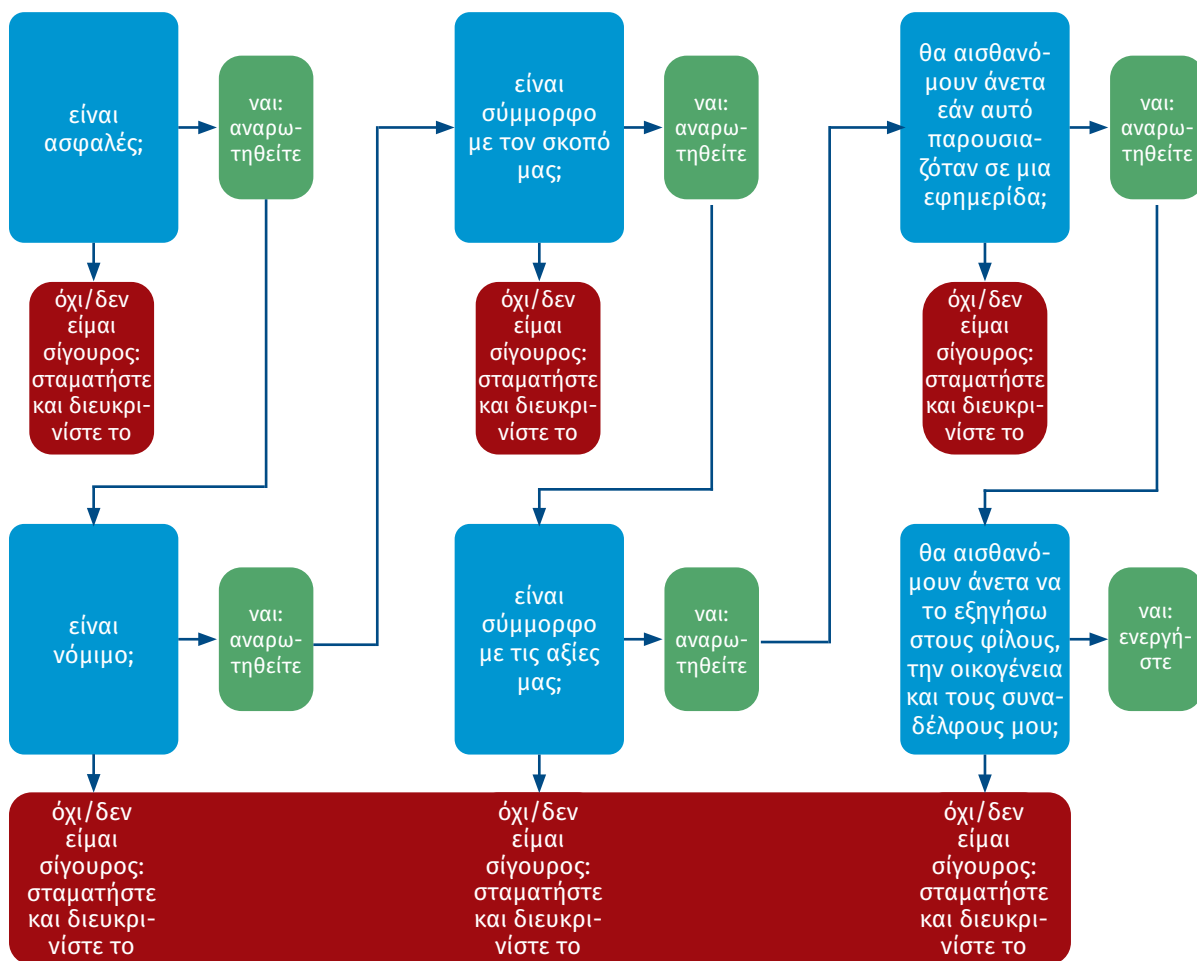 είναι
ασφαλές;
ναι:
αναρω-
τηθείτε
όχι/δεν
είμαι
σίγουρος:
σταματήστε
και διευκρι-
νίστε το
είναι
νόμιμο;
ναι:
αναρω-
τηθείτε
όχι/δεν
είμαι
σίγουρος:
σταματήστε
και διευκρι-
νίστε το
είναι
σύμμορφο
με τον σκοπό
μας;
ναι:
αναρω-
τηθείτε
όχι/δεν
είμαι
σίγουρος:
σταματήστε
και διευκρι-
νίστε το
είναι
σύμμορφο
με τις αξίες
μας;
ναι:
αναρω-
τηθείτε
όχι/δεν
είμαι
σίγουρος:
σταματήστε
και διευκρι-
νίστε το
θα αισθανό-
μουν άνετα
εάν αυτό
παρουσια-
ζόταν σε μια
εφημερίδα;
ναι:
αναρω-
τηθείτε
όχι/δεν
είμαι
σίγουρος:
σταματήστε
και διευκρι-
νίστε το
θα αισθανό-
μουν άνετα να
το εξηγήσω
στους φίλους,
την οικογένεια
και τους συνα-
δέλφους μου;
ναι:
ενεργή-
στε
όχι/δεν
είμαι
σίγουρος:
σταματήστε
και διευκρι-
νίστε το